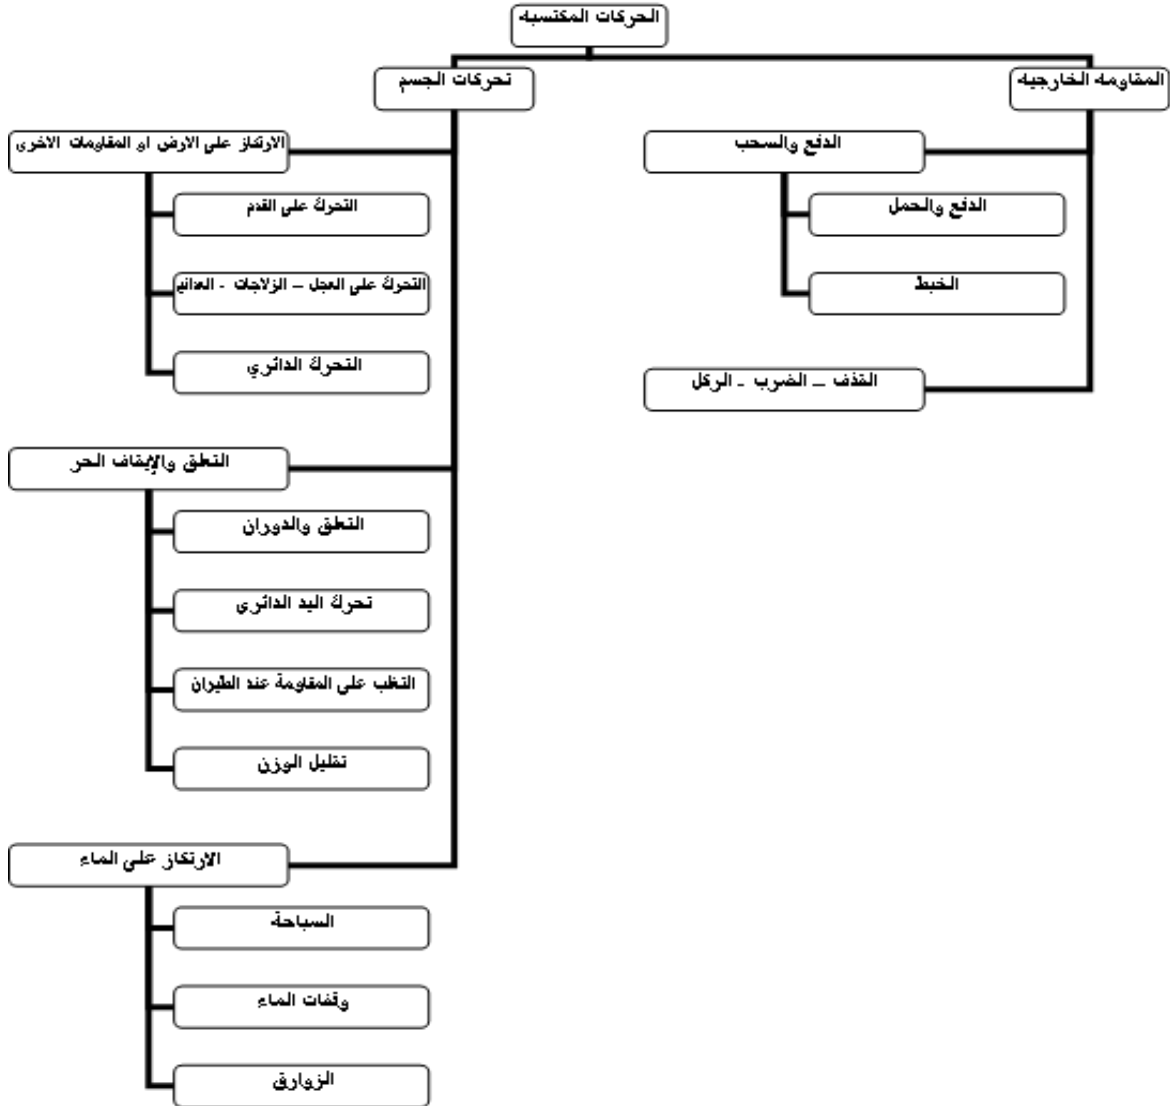 الحركات المكتسبه
المقاومه الخارجيه
تحركات الجسم
الدفع والسحب
الدفع والحمل
الخبط
القذف – الضرب - الركل
الارتكاز على الارض او المقاومات الاخرى
التحرك على القدم
التحرك على العجل – الزلاجات -
التحرك الدائري
التعلق والإيقاف الحر
التعلق والدوران
تحرك اليد الدائري
التغلب على المقاومة عند الطيران
تقليل الوزن
الارتكاز على الماء
السباحة
وقفات الماء
الزوارق